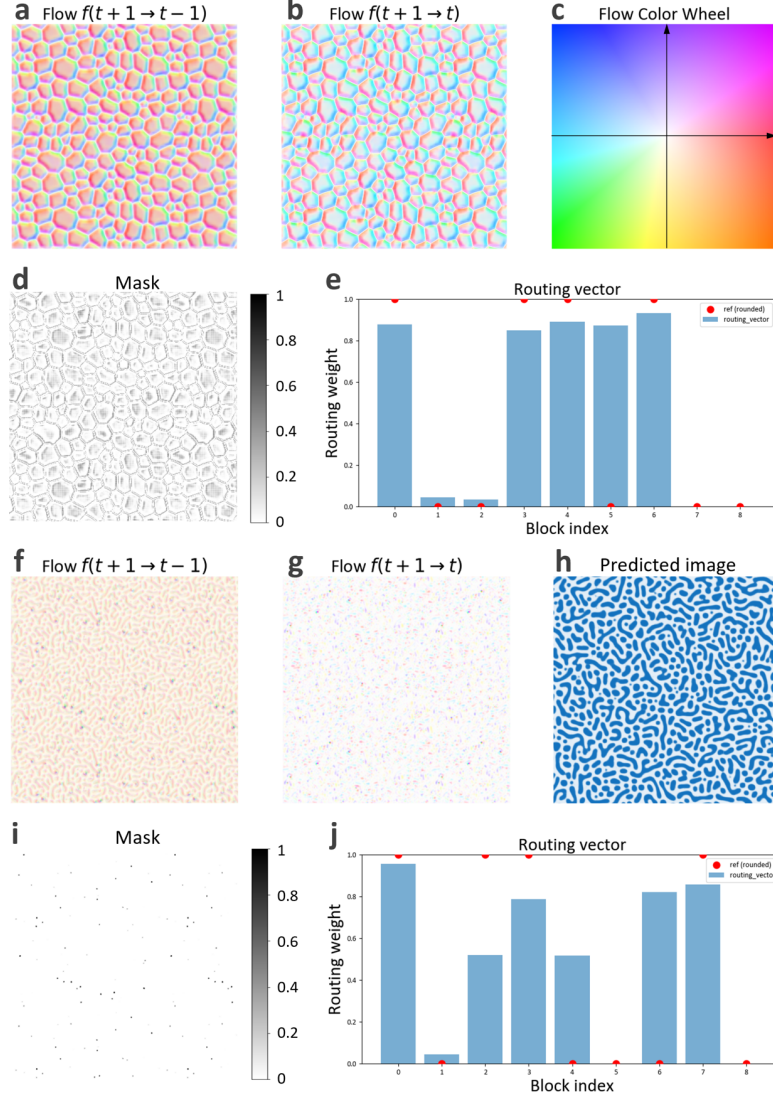 a Flow f(t + 1 → t − 1)
b Flow f(t + 1 → t)
c Flow Color Wheel
d Mask
1
0.8
0.6
0.4
0.2
0
e Routing vector
ref (rounded)
routing_vector
Routing weight
1.0
0.8
0.6
0.4
0.2
0.0
0 1 2 3 4 5 6 7 8
Block index
f Flow f(t + 1 → t − 1)
g Flow f(t + 1 → t)
h Predicted image
i Mask
1
0.8
0.6
0.4
0.2
0
j Routing vector
ref (rounded)
routing_vector
Routing weight
1.0
0.8
0.6
0.4
0.2
0.0
0 1 2 3 4 5 6 7 8
Block index